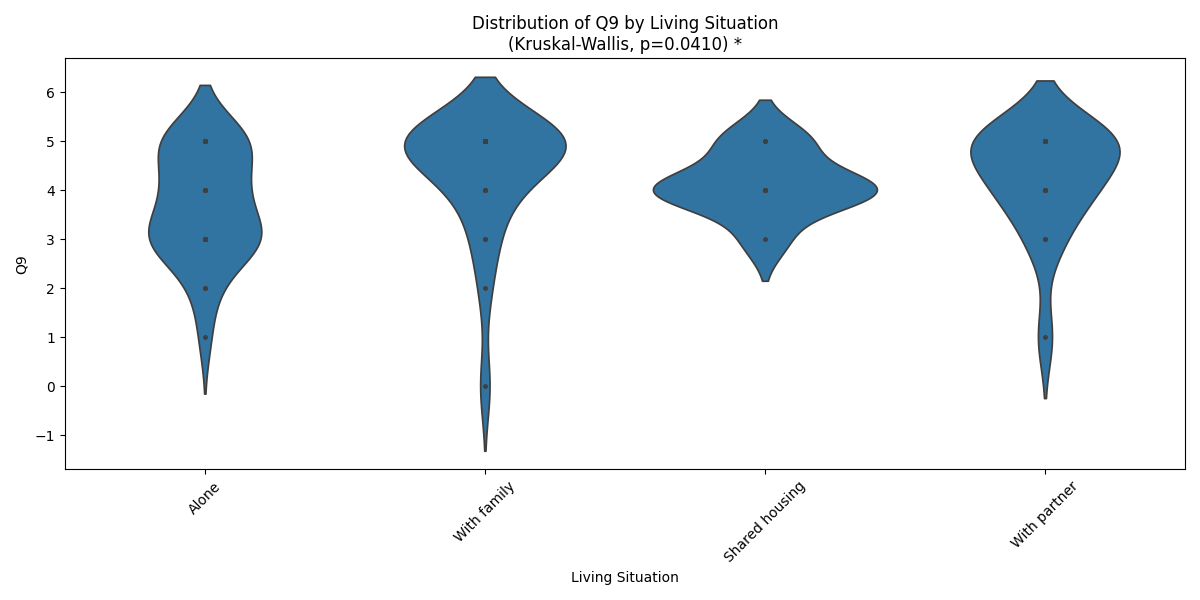 Distribution of Q9 by Living Situation
(Kruskal-Wallis, p=0.0410) *
6
5
4
3
2
1
0
−1
Q9
Alone
With family
Shared housing
With partner
Living Situation